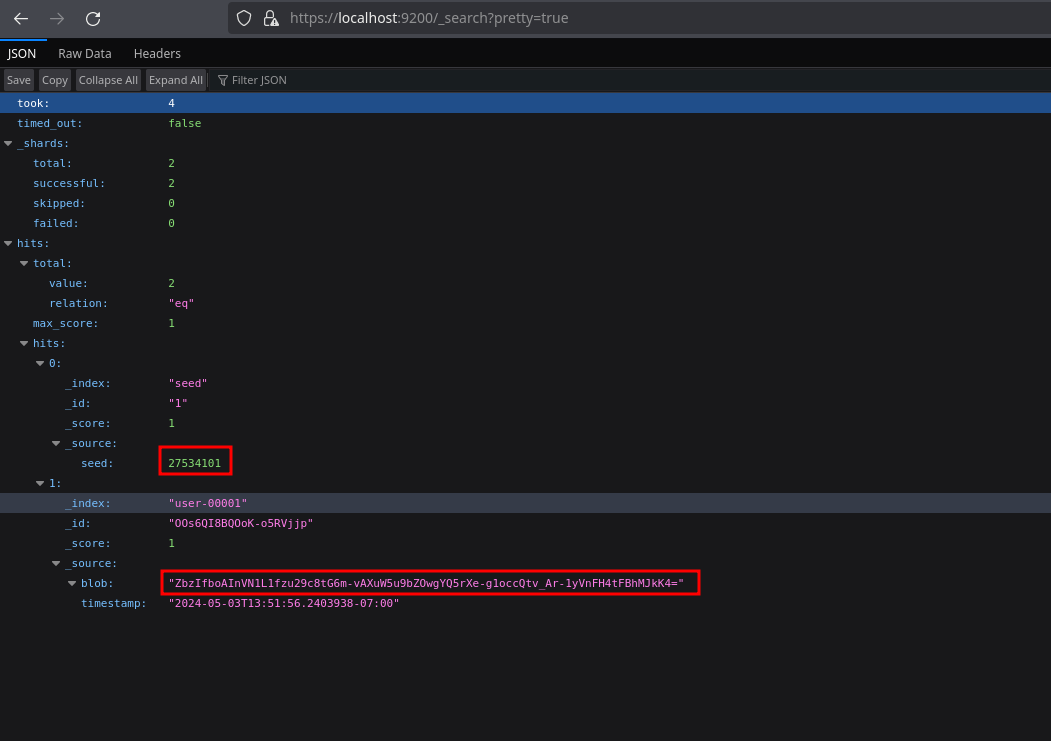 https://localhost:9200/_search?pretty=true
JSON Raw Data Headers
Save Copy Collapse All Expand All Filter JSON
took: 4
timed_out: false
_shards:
total: 2
successful: 2
skipped: 0
failed: 0
hits:
total:
value: 2
relation: "eq"
max_score: 1
hits:
0:
_index: "seed"
_id: "1"
_score: 1
_source:
seed: 27534101
1:
_index: "user-00001"
_id: "OOs6QI8BQOoK-o5RVjjp"
_score: 1
_source:
blob: "ZbzIfboAInVN1L1fzu29c8tG6m-vAXuW5u9bZOwgYQ5rXe-g1occQtv_Ar-1yVnFH4tFBhMJkK4="
timestamp: "2024-05-03T13:51:56.2403938-07:00"